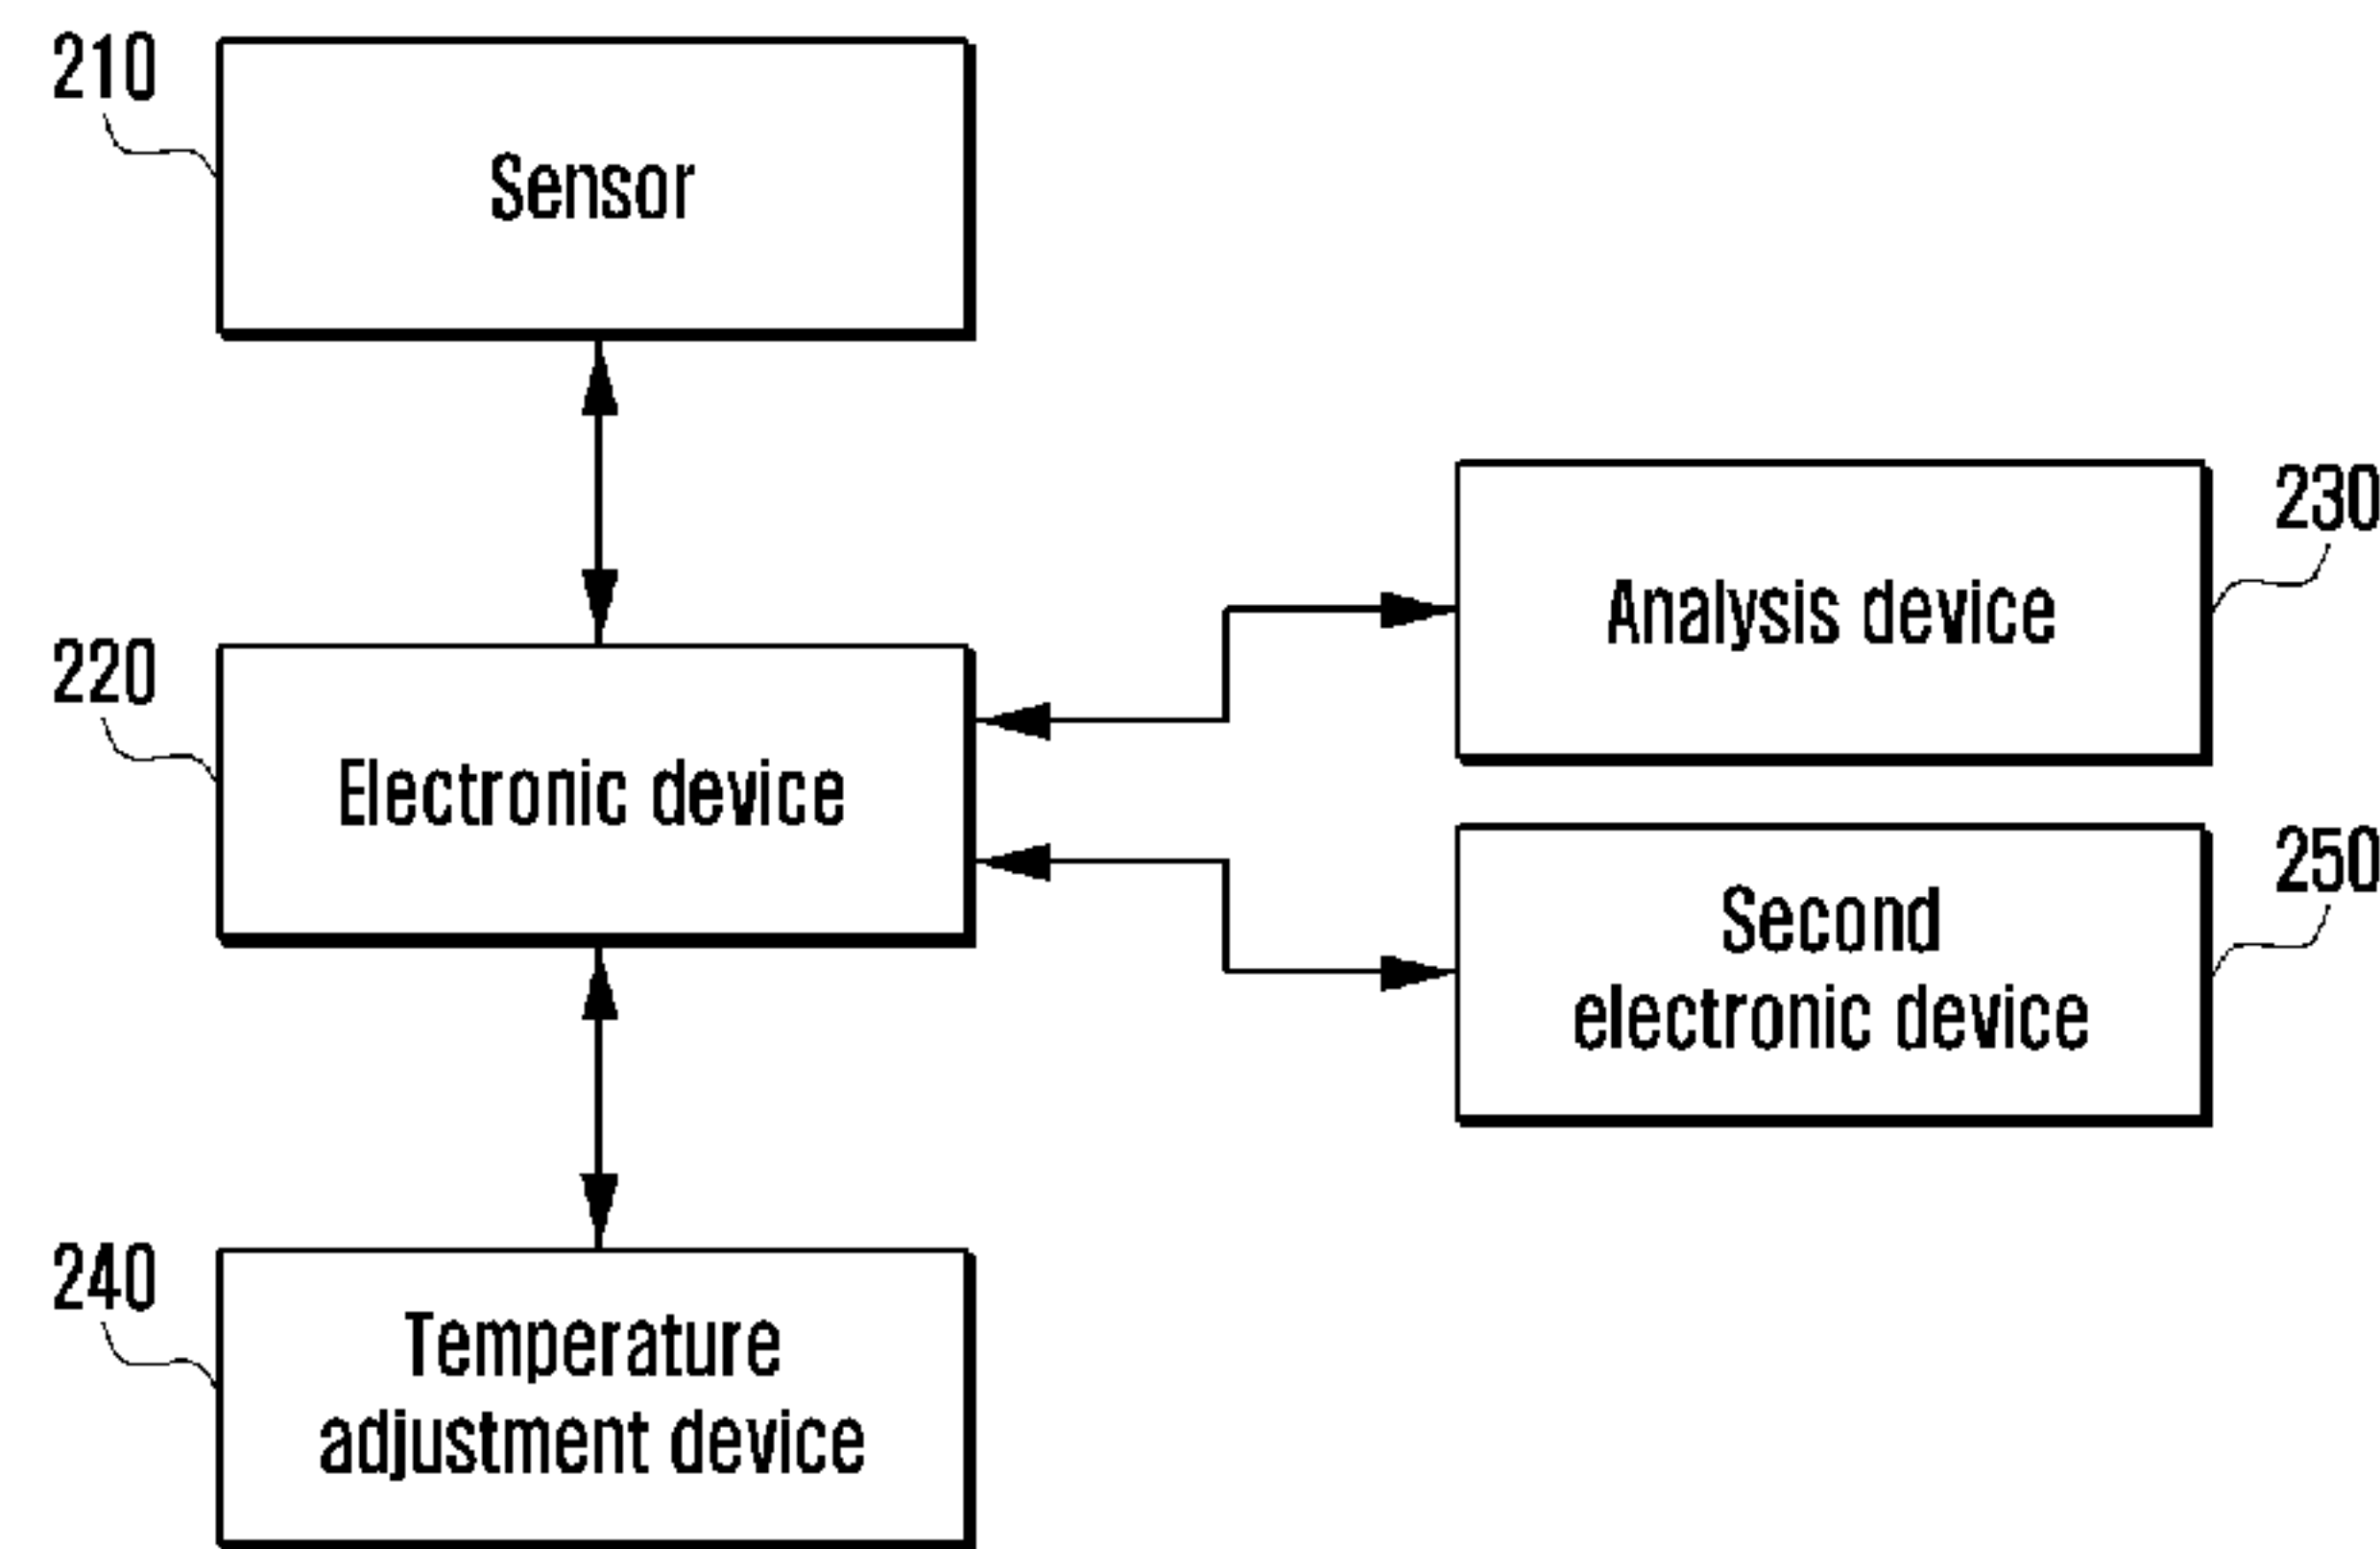 210
Sensor
220
Electronic device
230
Analysis device
250
Second
electronic device
240
Temperature
adjustment device